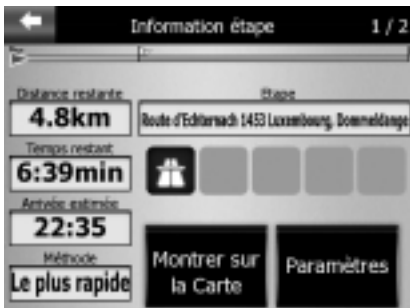 Information étape
1 / 2
Distance restante
4.8km
Étape
Route d'Echternach 1453 Luxembourg, Dommeldange
Temps restant
6:39min
Arrivée estimée
22:35
Méthode
Le plus rapide
Montrer sur
la Carte
Paramètres